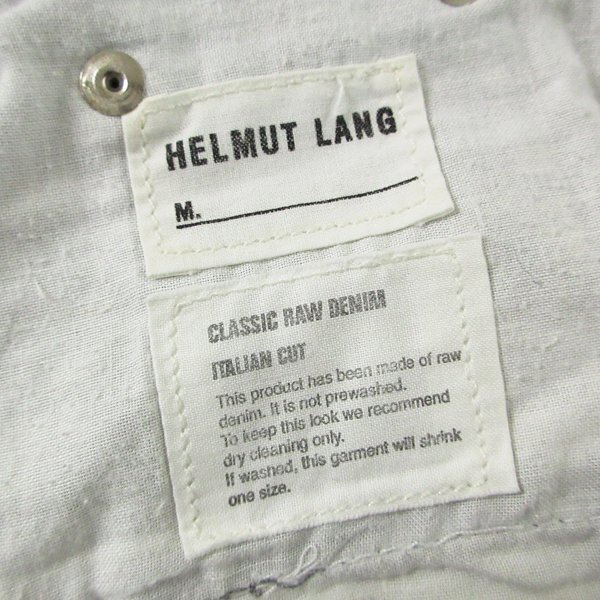 HELMUT LANG
M.
CLASSIC RAW DENIM
ITALIAN CUT
This product has been made of raw
denim. It is not prewashed.
To keep this look we recommend
dry cleaning only.
If washed, this garment will shrink
one size.